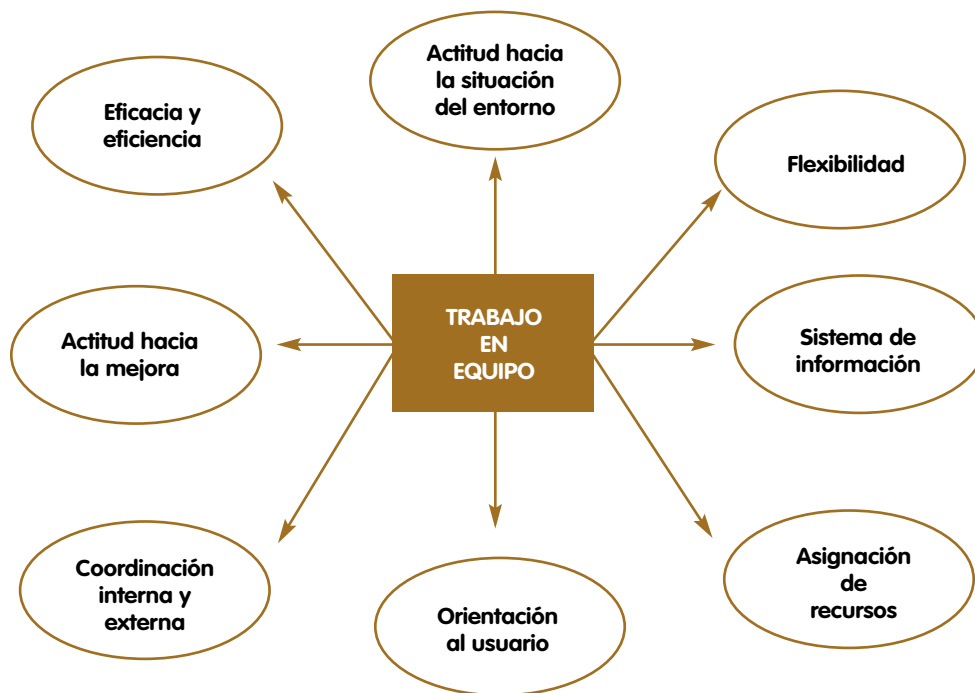 Actitud hacia
la situación
del entorno
Eficacia y
eficiencia
Flexibilidad
TRABAJO
EN
EQUIPO
Actitud hacia
la mejora
Sistema de
información
Coordinación
interna y
externa
Orientación
al usuario
Asignación
de
recursos